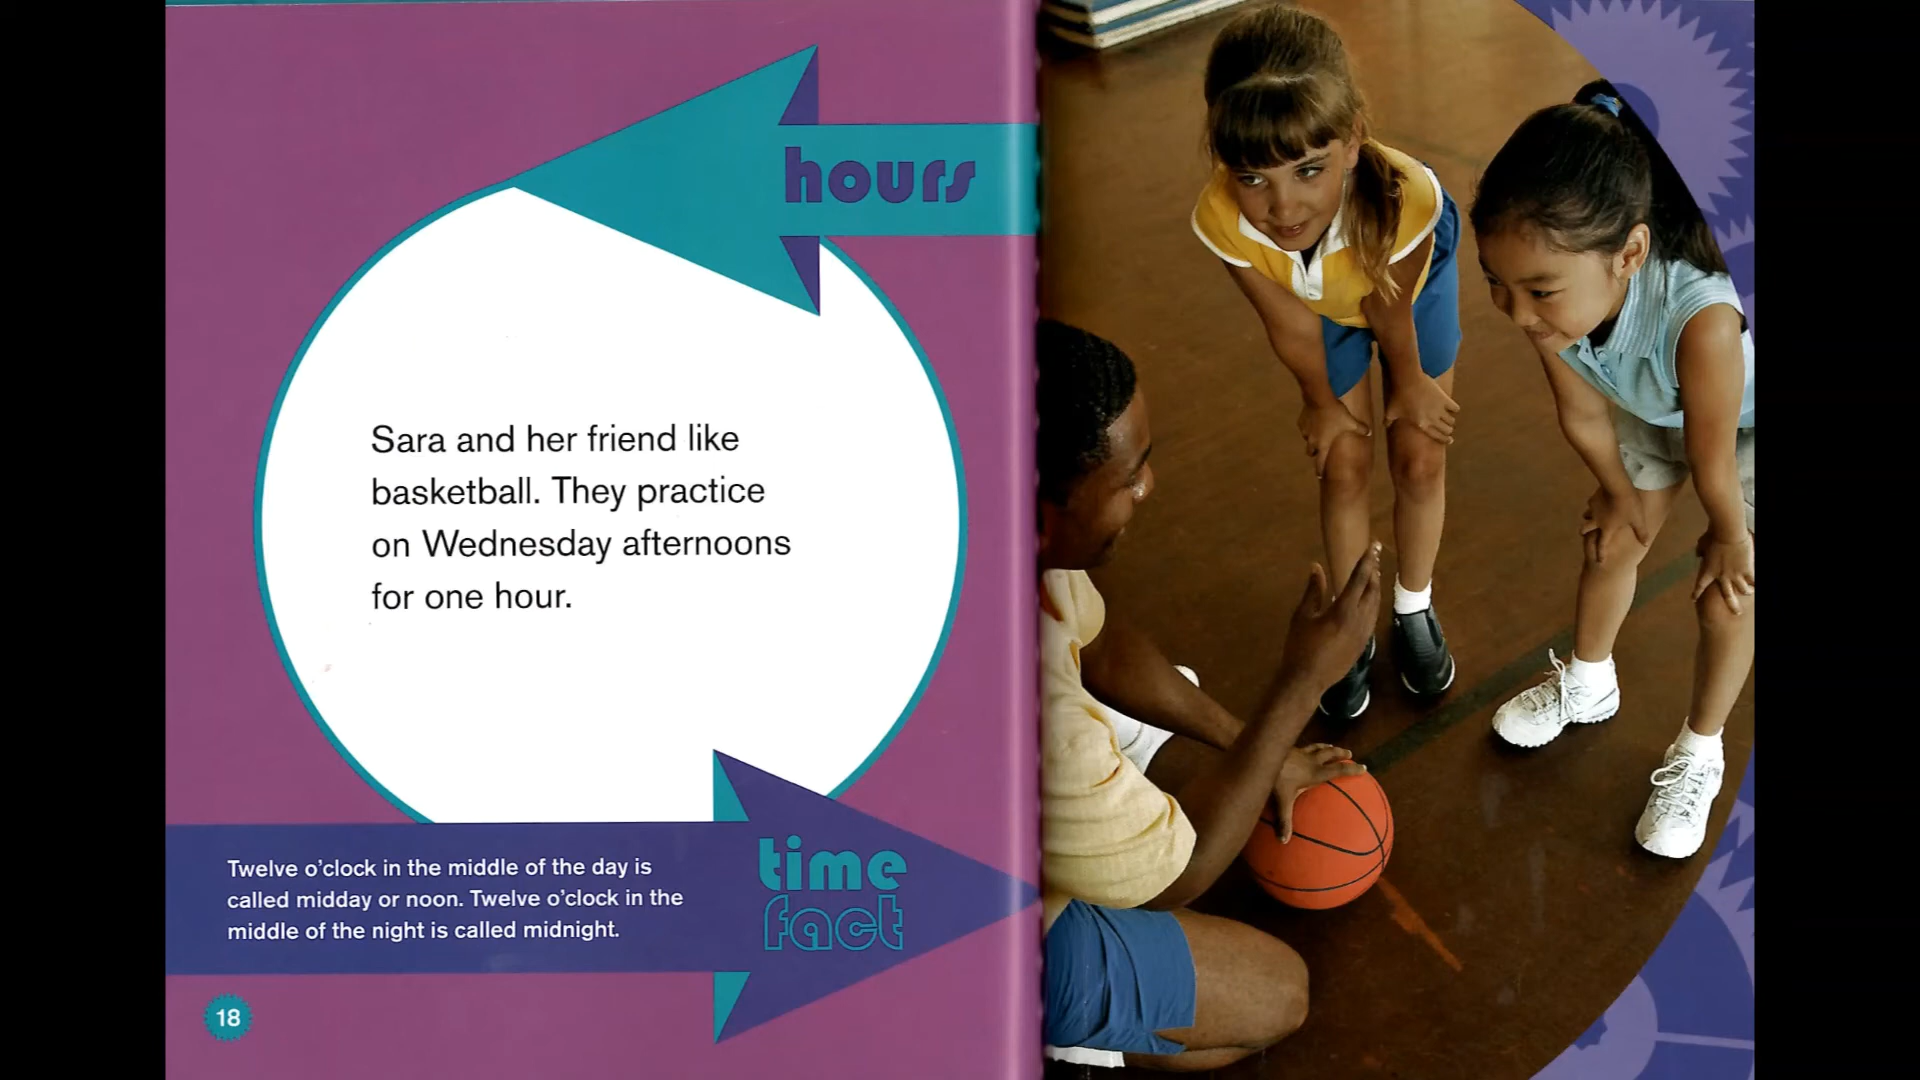 hours
Sara and her friend like
basketball. They practice
on Wednesday afternoons
for one hour.
Twelve o'clock in the middle of the day is
called midday or noon. Twelve o'clock in the
middle of the night is called midnight.
time
fact
18